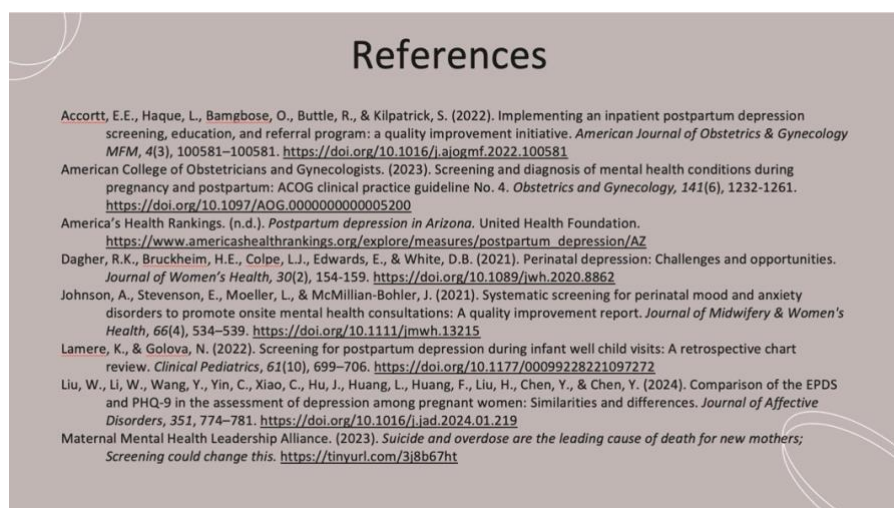 References
Accortt, E.E., Haque, L., Bamgbose, O., Buttle, R., & Kilpatrick, S. (2022). Implementing an inpatient postpartum depression
screening, education, and referral program: a quality improvement initiative. American Journal of Obstetrics & Gynecology
MFM, 4(3), 100581–100581. https://doi.org/10.1016/j.ajogmf.2022.100581
American College of Obstetricians and Gynecologists. (2023). Screening and diagnosis of mental health conditions during
pregnancy and postpartum: ACOG clinical practice guideline No. 4. Obstetrics and Gynecology, 141(6), 1232-1261.
https://doi.org/10.1097/AOG.0000000000005200
America's Health Rankings. (n.d.). Postpartum depression in Arizona. United Health Foundation.
https://www.americashealthrankings.org/explore/measures/postpartum_depression/AZ
Dagher, R.K., Bruckheim, H.E., Colpe, L.J., Edwards, E., & White, D.B. (2021). Perinatal depression: Challenges and opportunities.
Journal of Women's Health, 30(2), 154-159. https://doi.org/10.1089/jwh.2020.8862
Johnson, A., Stevenson, E., Moeller, L., & McMillian-Bohler, J. (2021). Systematic screening for perinatal mood and anxiety
disorders to promote onsite mental health consultations: A quality improvement report. Journal of Midwifery & Women's
Health, 66(4), 534–539. https://doi.org/10.1111/jmwh.13215
Lamere, K., & Golova, N. (2022). Screening for postpartum depression during infant well child visits: A retrospective chart
review. Clinical Pediatrics, 61(10), 699–706. https://doi.org/10.1177/00099228221097272
Liu, W., Li, W., Wang, Y., Yin, C., Xiao, C., Hu, J., Huang, L., Huang, F., Liu, H., Chen, Y., & Chen, Y. (2024). Comparison of the EPDS
and PHQ-9 in the assessment of depression among pregnant women: Similarities and differences. Journal of Affective
Disorders, 351, 774–781. https://doi.org/10.1016/j.jad.2024.01.219
Maternal Mental Health Leadership Alliance. (2023). Suicide and overdose are the leading cause of death for new mothers;
Screening could change this. https://tinyurl.com/3j8b67ht